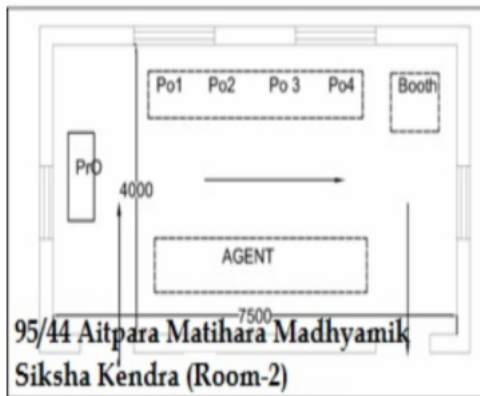 Po1 Po2 Po 3 Po4 Booth
PrO
4000
AGENT
7500
95/44 Aitpara Matihara Madhyamik
Siksha Kendra (Room-2)